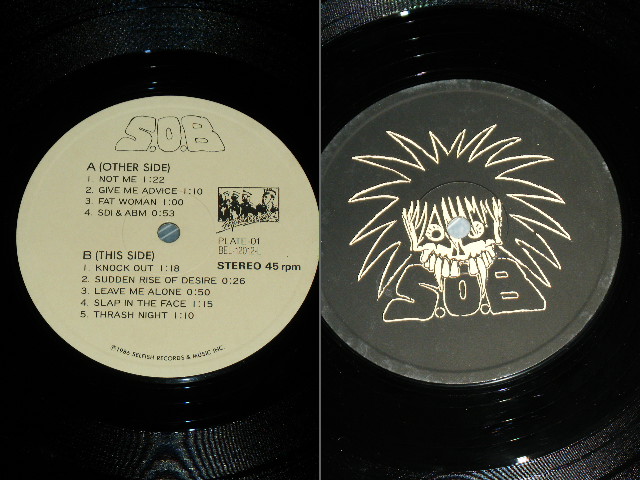 S.O.B
A (OTHER SIDE)
1. NOT ME 1:22
2. GIVE ME ADVICE 1:10
3. FAT WOMAN 1:00
4. SDI & ABM 0:53
PLATE 01
BEL-12012-L
B (THIS SIDE)
STEREO 45 rpm
1. KNOCK OUT 1:18
2. SUDDEN RISE OF DESIRE 0:26
3. LEAVE ME ALONE 0:50
4. SLAP IN THE FACE 1:15
5. THRASH NIGHT 1:10
℗1986 SELFISH RECORDS & MUSIC INC.
S.O.B